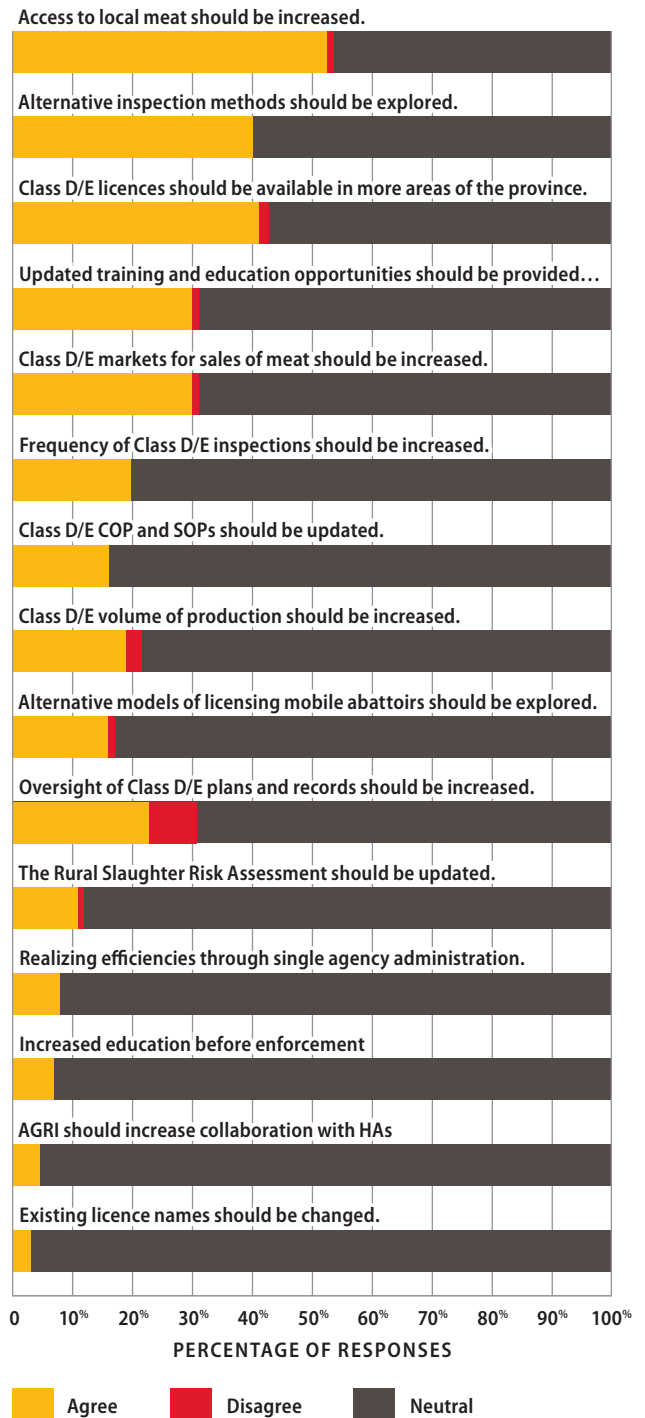 Access to local meat should be increased.
Alternative inspection methods should be explored.
Class D/E licences should be available in more areas of the province.
Updated training and education opportunities should be provided…
Class D/E markets for sales of meat should be increased.
Frequency of Class D/E inspections should be increased.
Class D/E COP and SOPs should be updated.
Class D/E volume of production should be increased.
Alternative models of licensing mobile abattoirs should be explored.
Oversight of Class D/E plans and records should be increased.
The Rural Slaughter Risk Assessment should be updated.
Realizing efficiencies through single agency administration.
Increased education before enforcement
AGRI should increase collaboration with HAs
Existing licence names should be changed.
0 10% 20% 30% 40% 50% 60% 70% 80% 90% 100%
PERCENTAGE OF RESPONSES
Agree Disagree Neutral